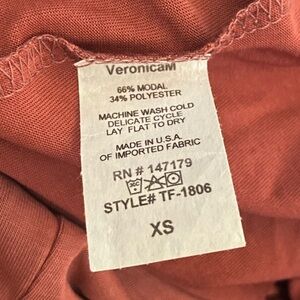 VeronicaM
66% MODAL
34% POLYESTER
MACHINE WASH COLD
DELICATE CYCLE
LAY FLAT TO DRY
MADE IN U.S.A.
OF IMPORTED FABRIC
RN # 147179
30C
STYLE# TF-1806
XS